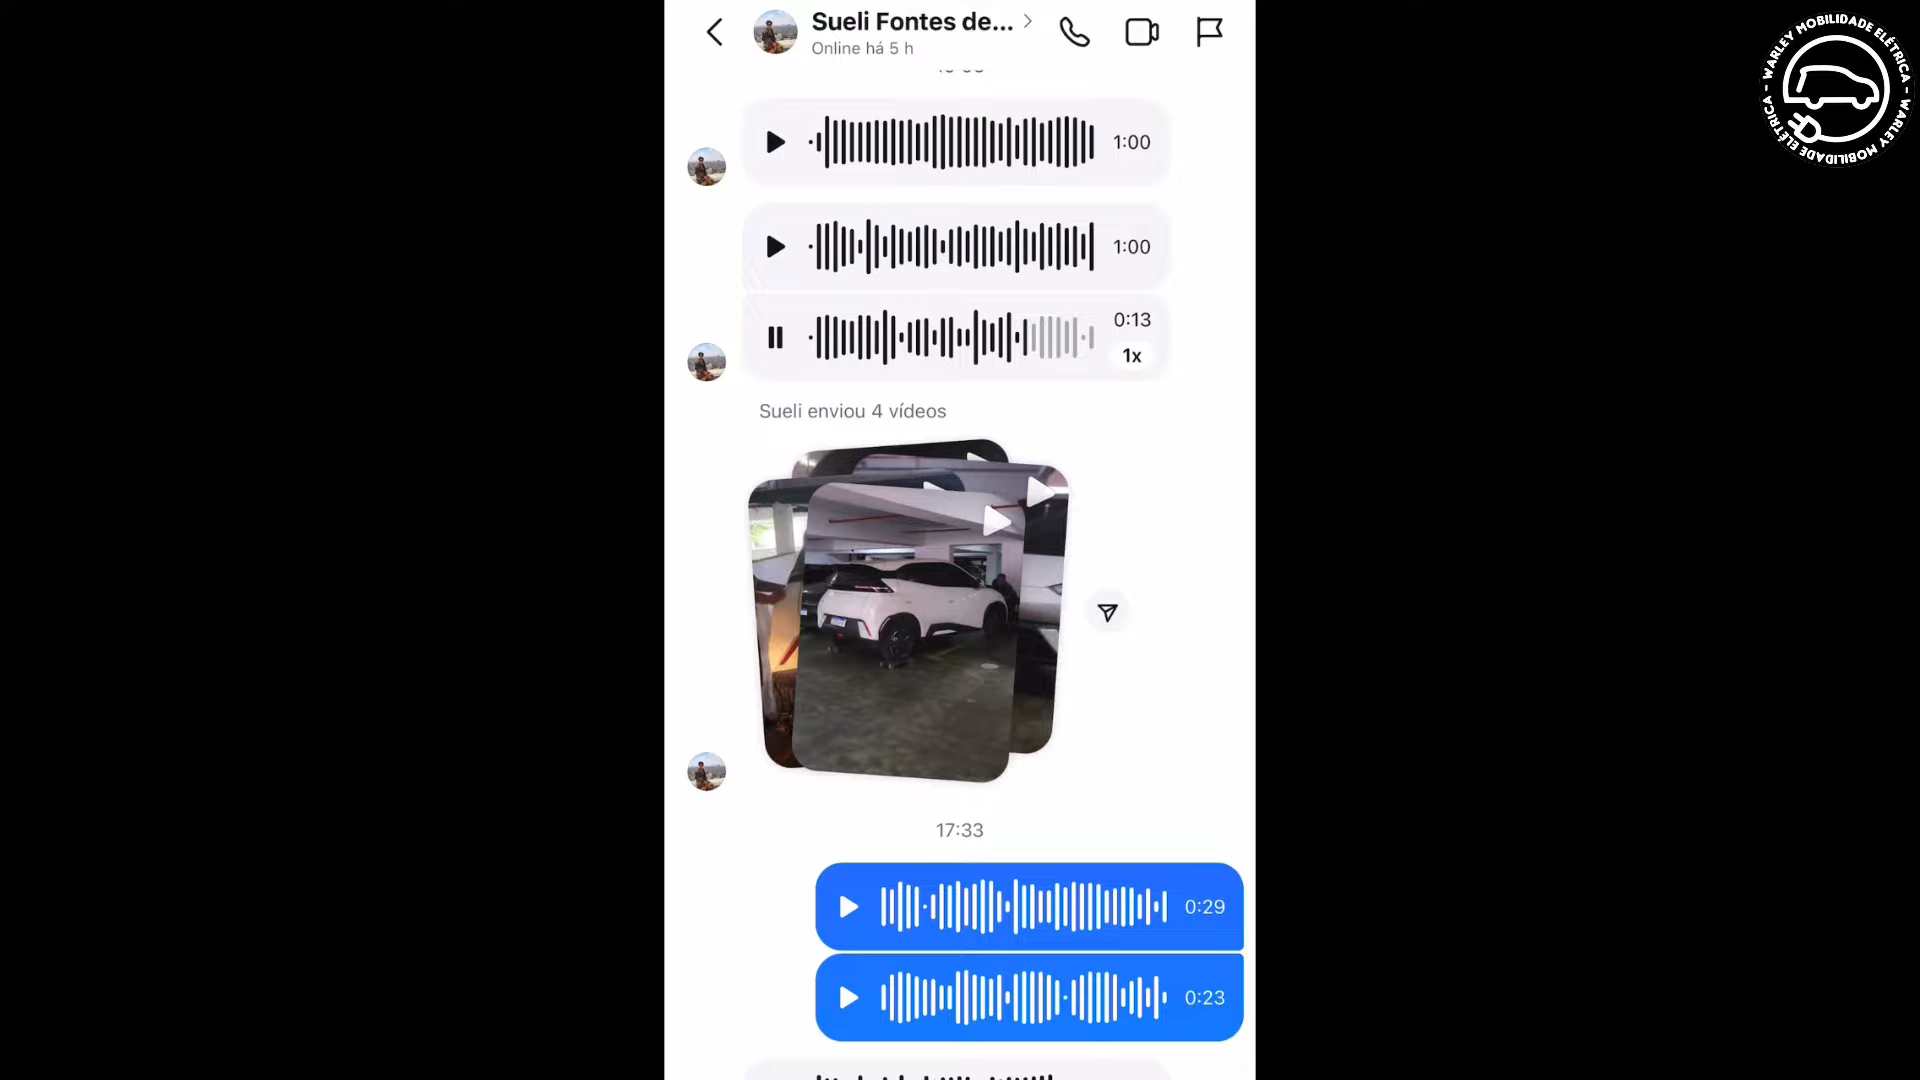 Sueli Fontes de...
Online há 5 h
1:00
1:00
0:13
1x
Sueli enviou 4 vídeos
17:33
0:29
0:23
WARLEY MOBILIDADE ELÉTRICA - WARLEY MOBILIDADE ELÉTRICA -